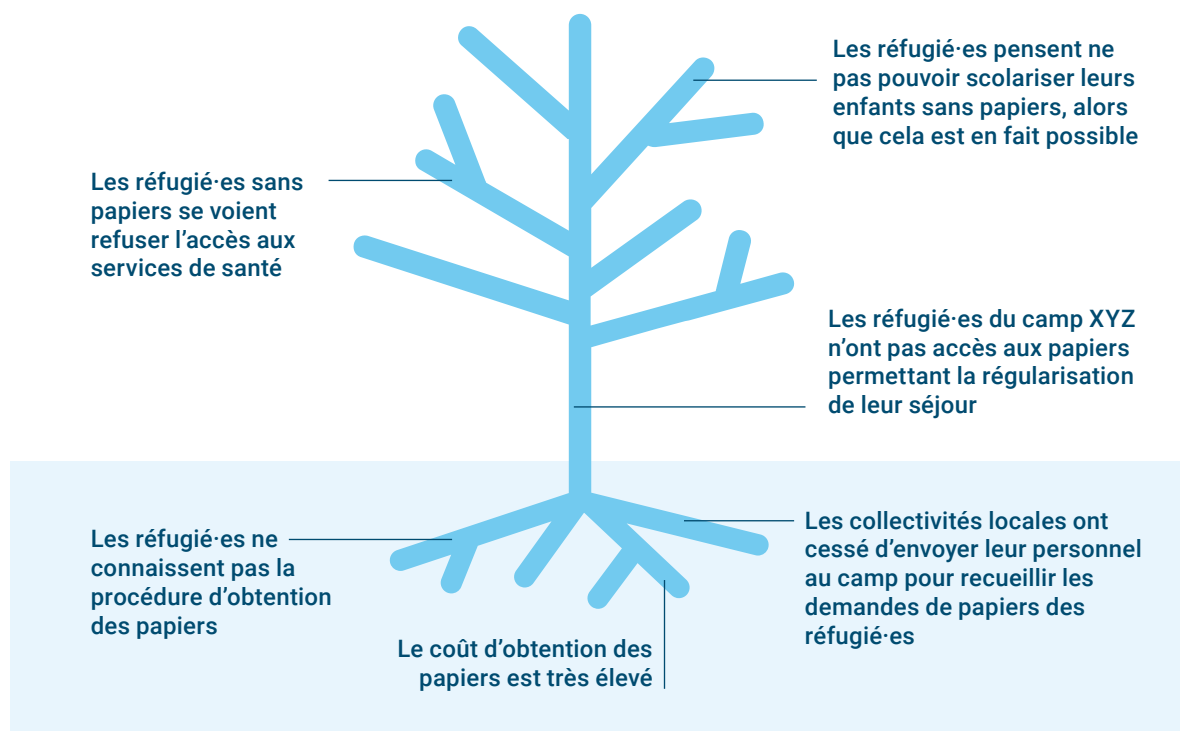 Les réfugié·es pensent ne
pas pouvoir scolariser leurs
enfants sans papiers, alors
que cela est en fait possible
Les réfugié·es sans
papiers se voient
refuser l’accès aux
services de santé
Les réfugié·es du camp XYZ
n’ont pas accès aux papiers
permettant la régularisation
de leur séjour
Les réfugié·es ne
connaissent pas la
procédure d’obtention
des papiers
Les collectivités locales ont
cessé d’envoyer leur personnel
au camp pour recueillir les
demandes de papiers des
réfugié·es
Le coût d’obtention des
papiers est très élevé